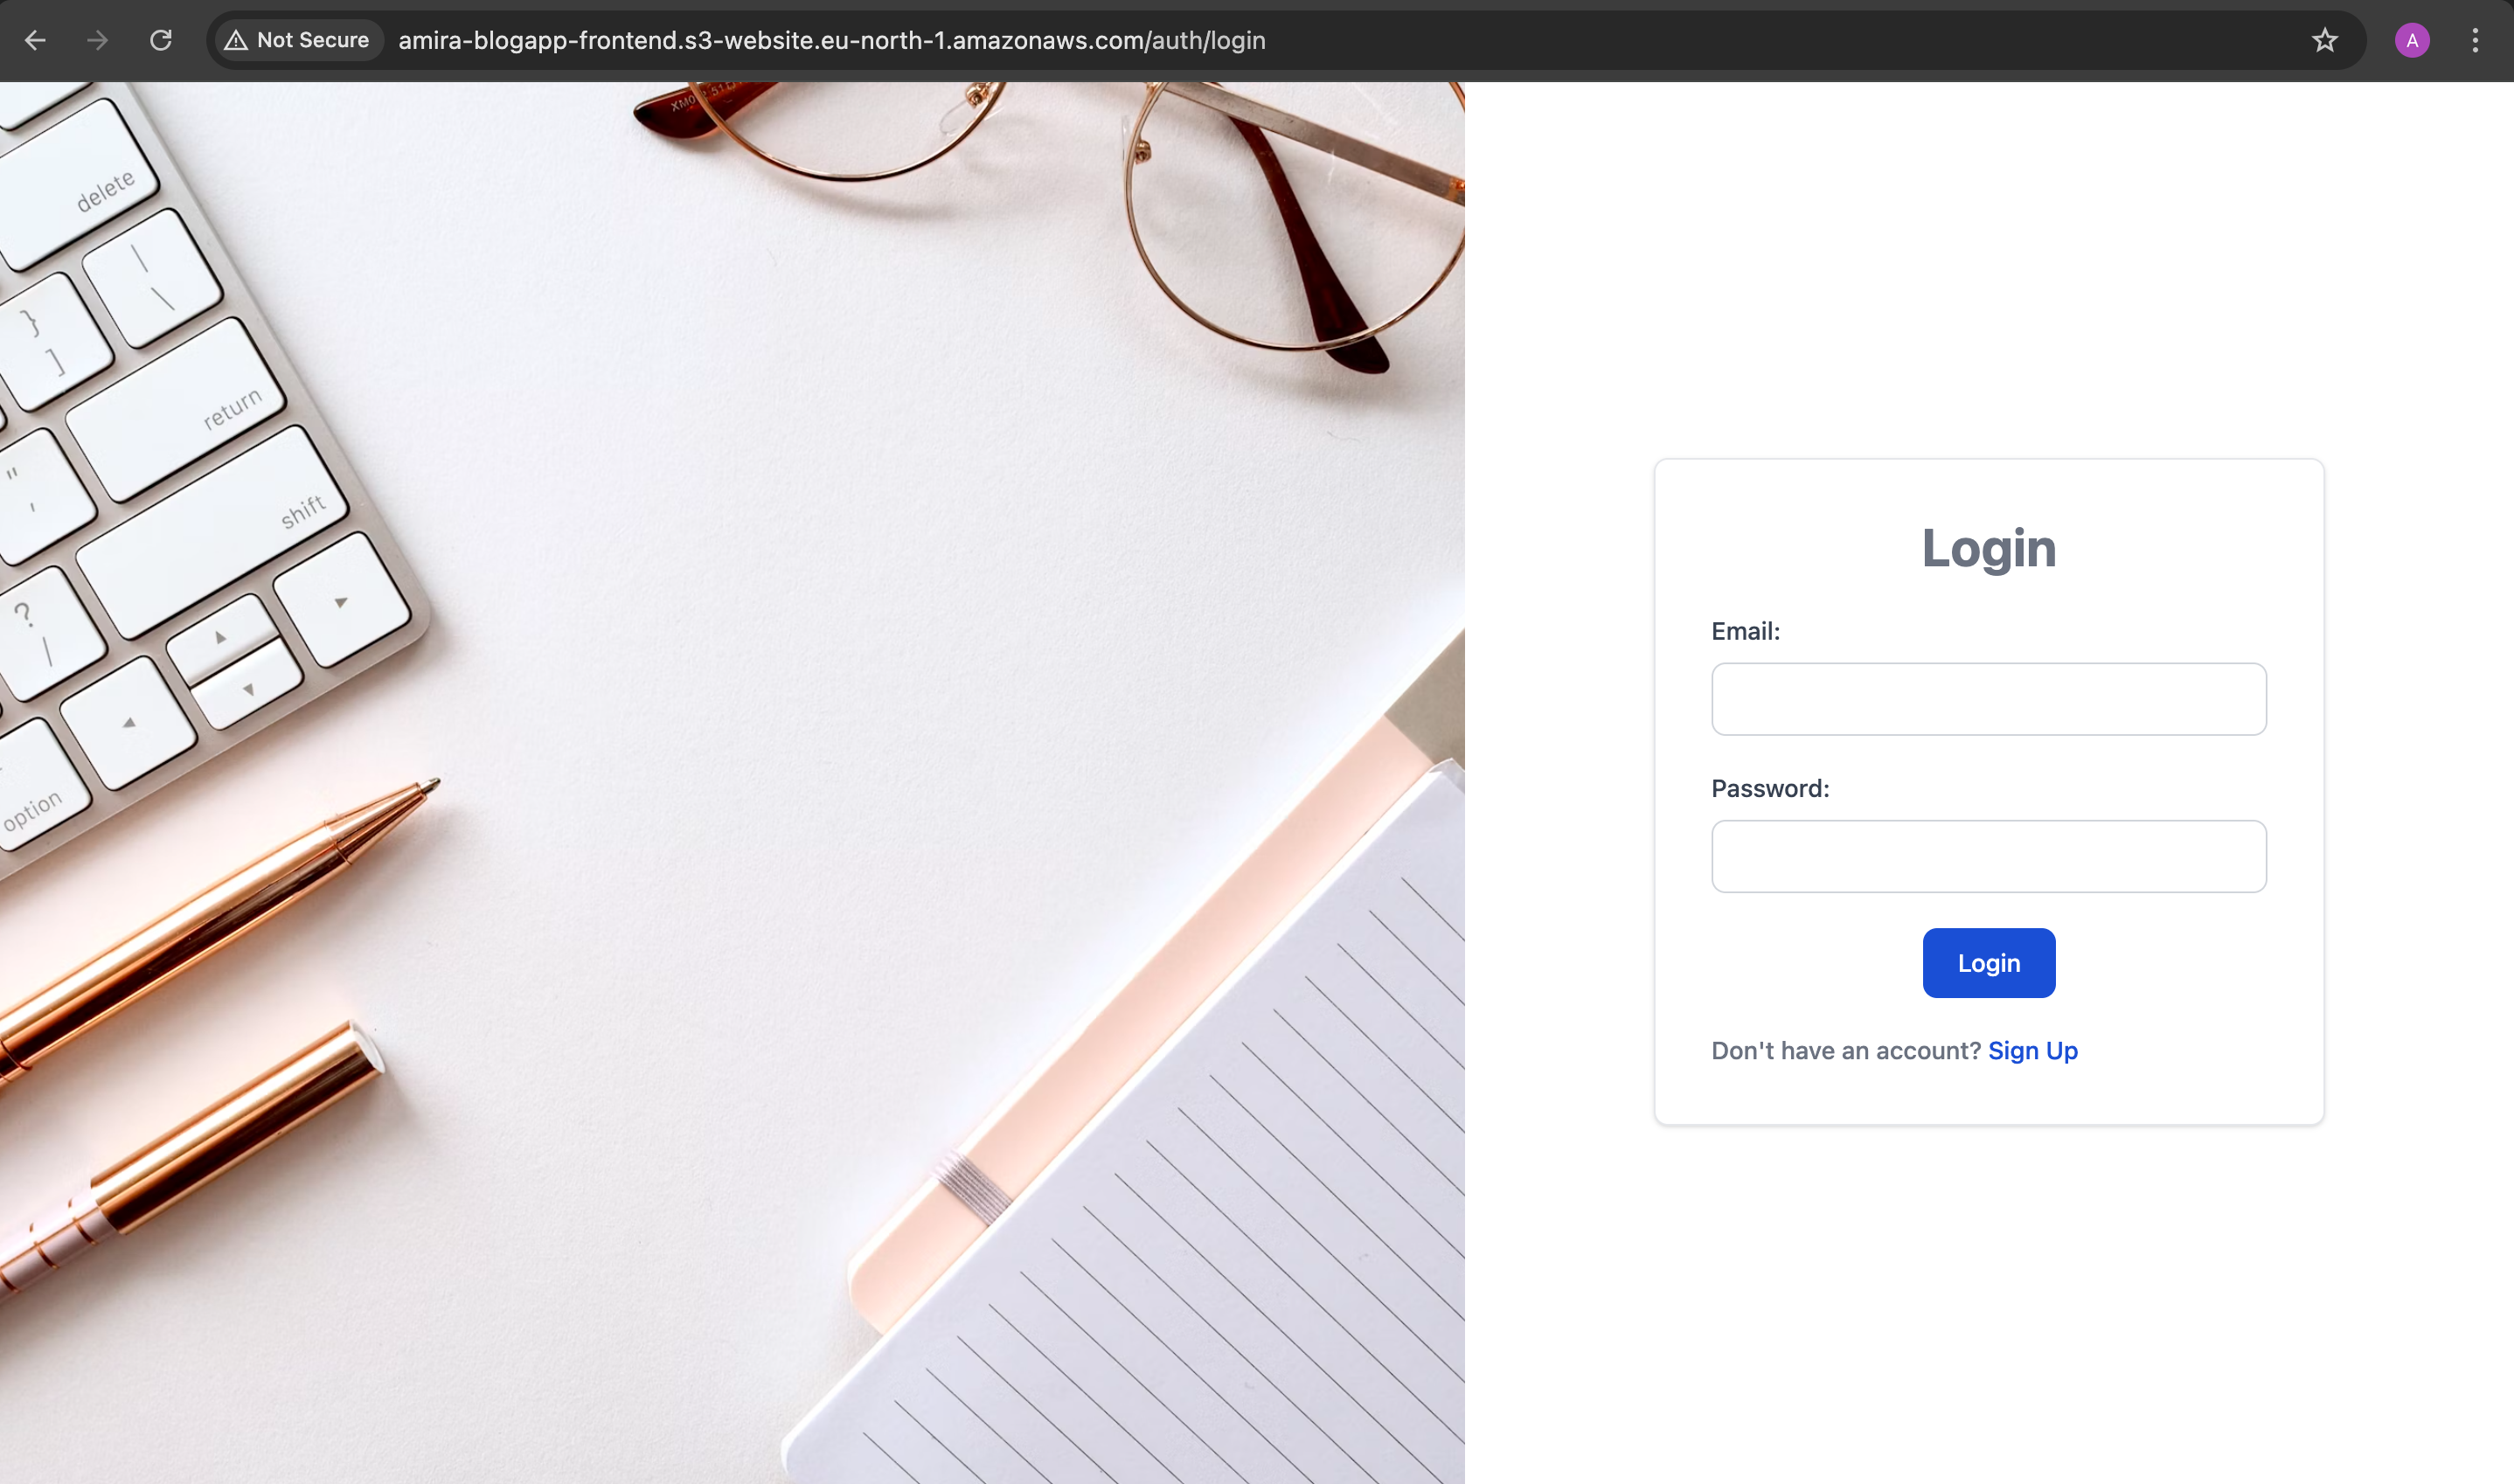 Not Secure amira-blogapp-frontend.s3-website.eu-north-1.amazonaws.com/auth/login A
delete
|
\
}
]
return
"
'
shift
?
/
option
Login
Email:
Password:
Login
Don't have an account? Sign Up